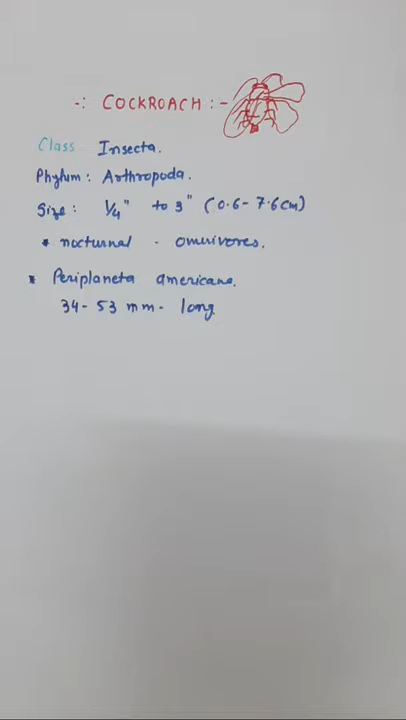 -: COCKROACH :-
Class Insecta.
Phylum: Arthropoda.
Size: 1/4" to 3" (0.6 - 7.6 cm)
* nocturnal - omnivores.
* Periplaneta americana.
34 - 53 mm - long